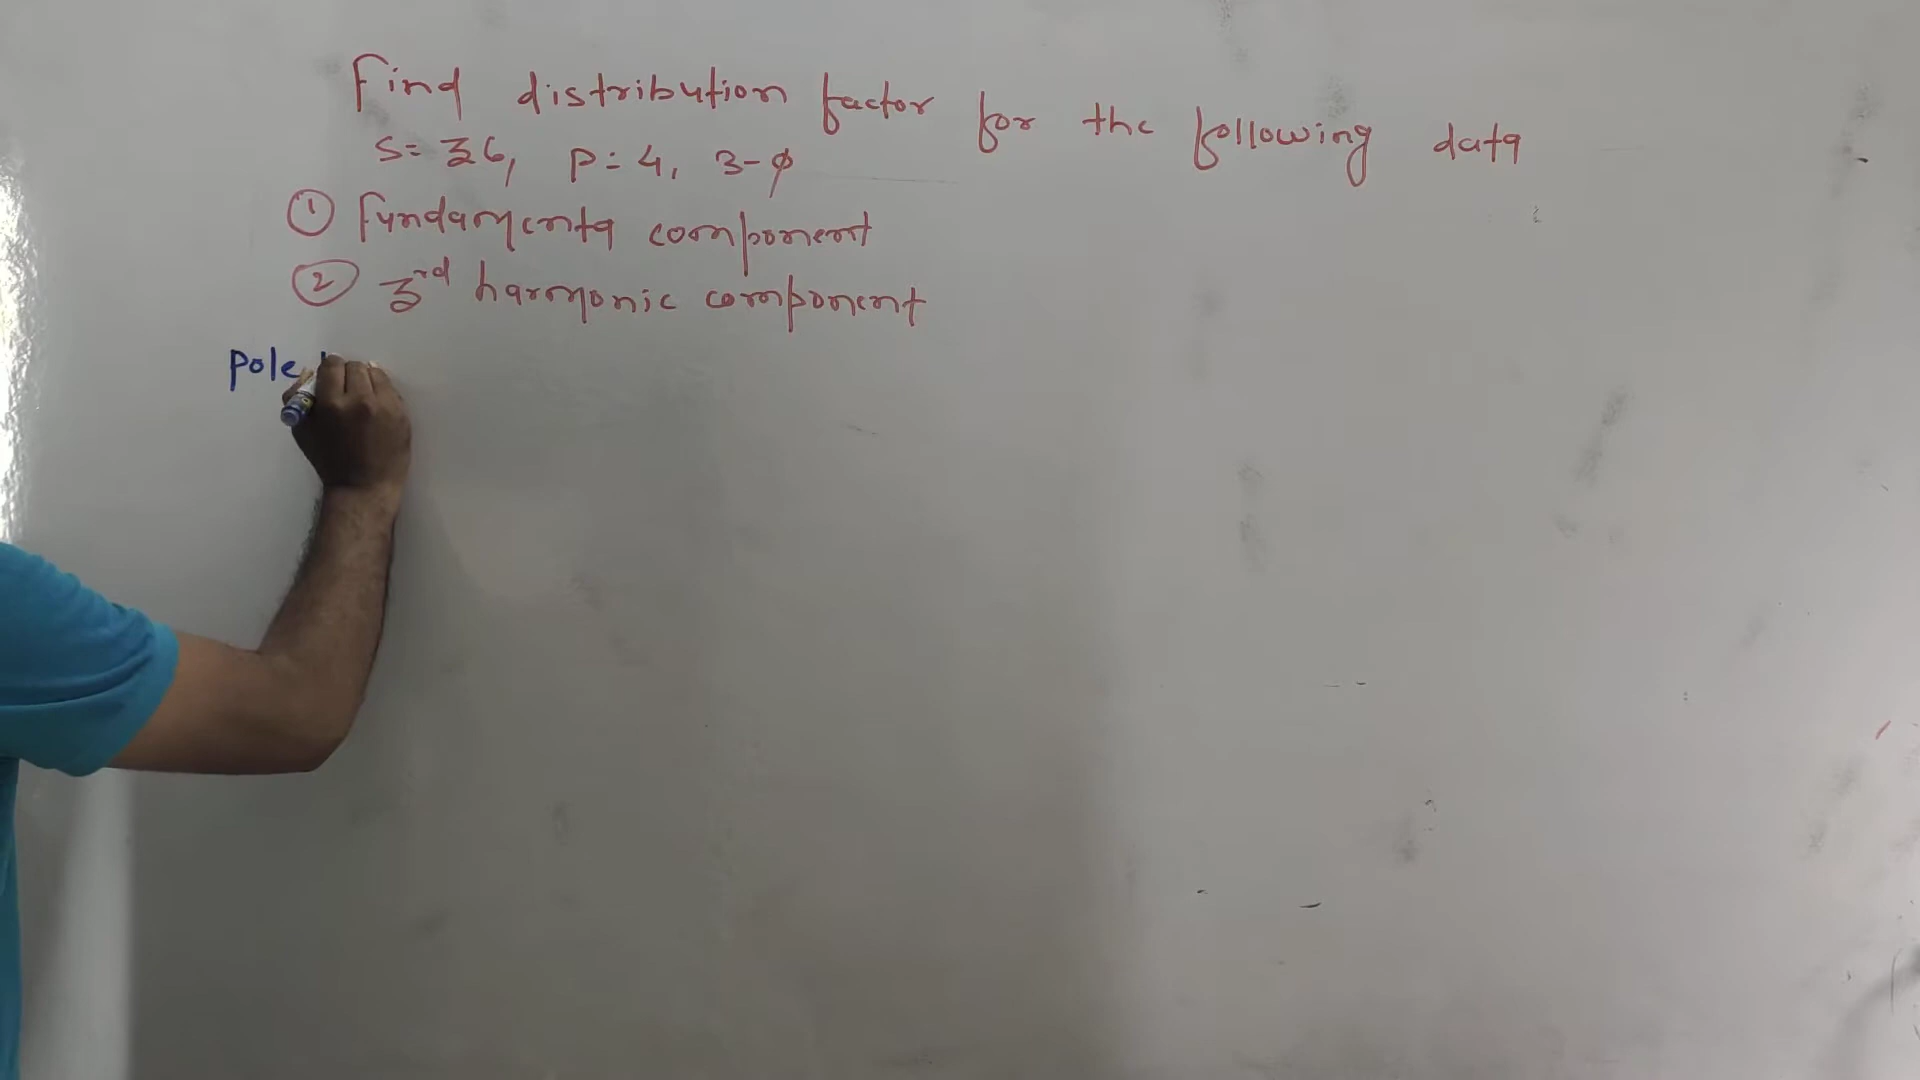 Find distribution factor for the following data
S = 36, P = 4, 3-φ
① Fundamenta component
② 3rd harmonic component
Pole